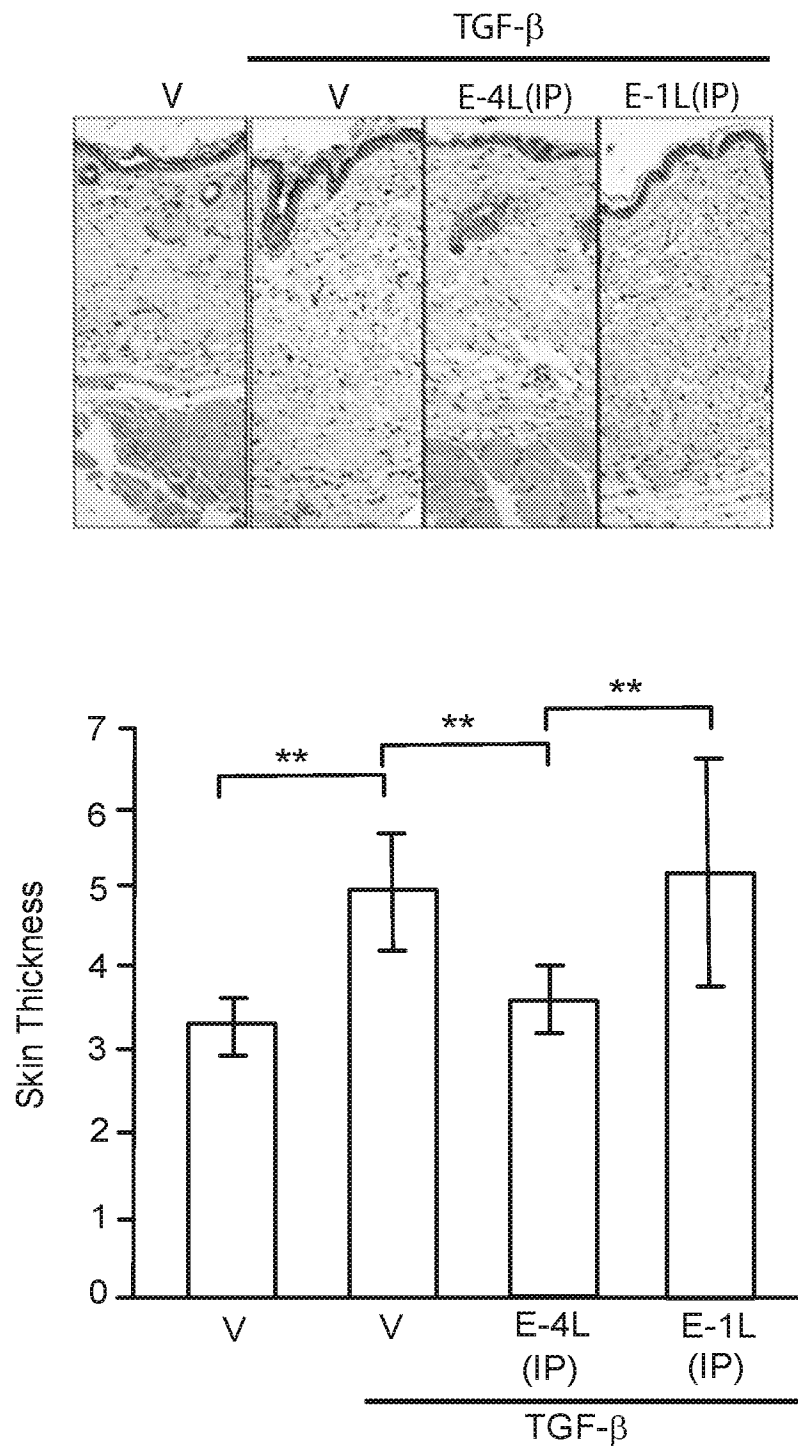 TGF-β
V V E-4L(IP) E-1L(IP)
** ** **
Skin Thickness
7
6
5
4
3
2
1
0
V V E-4L (IP) E-1L (IP)
TGF-β